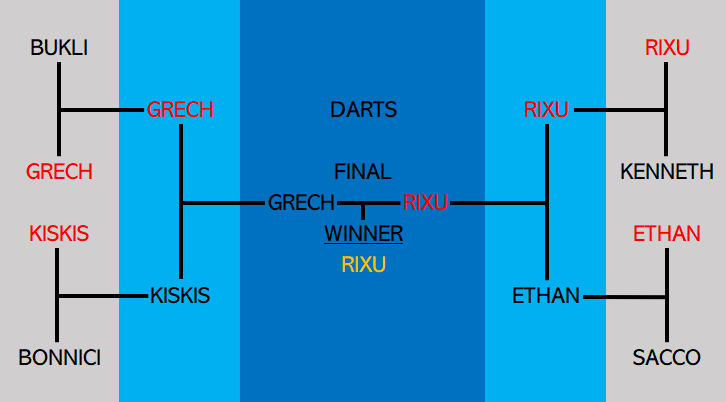 BUKLI
RIXU
GRECH
DARTS
RIXU
GRECH
FINAL
KENNETH
GRECH
RIXU
KISKIS
WINNER
ETHAN
RIXU
KISKIS
ETHAN
BONNICI
SACCO